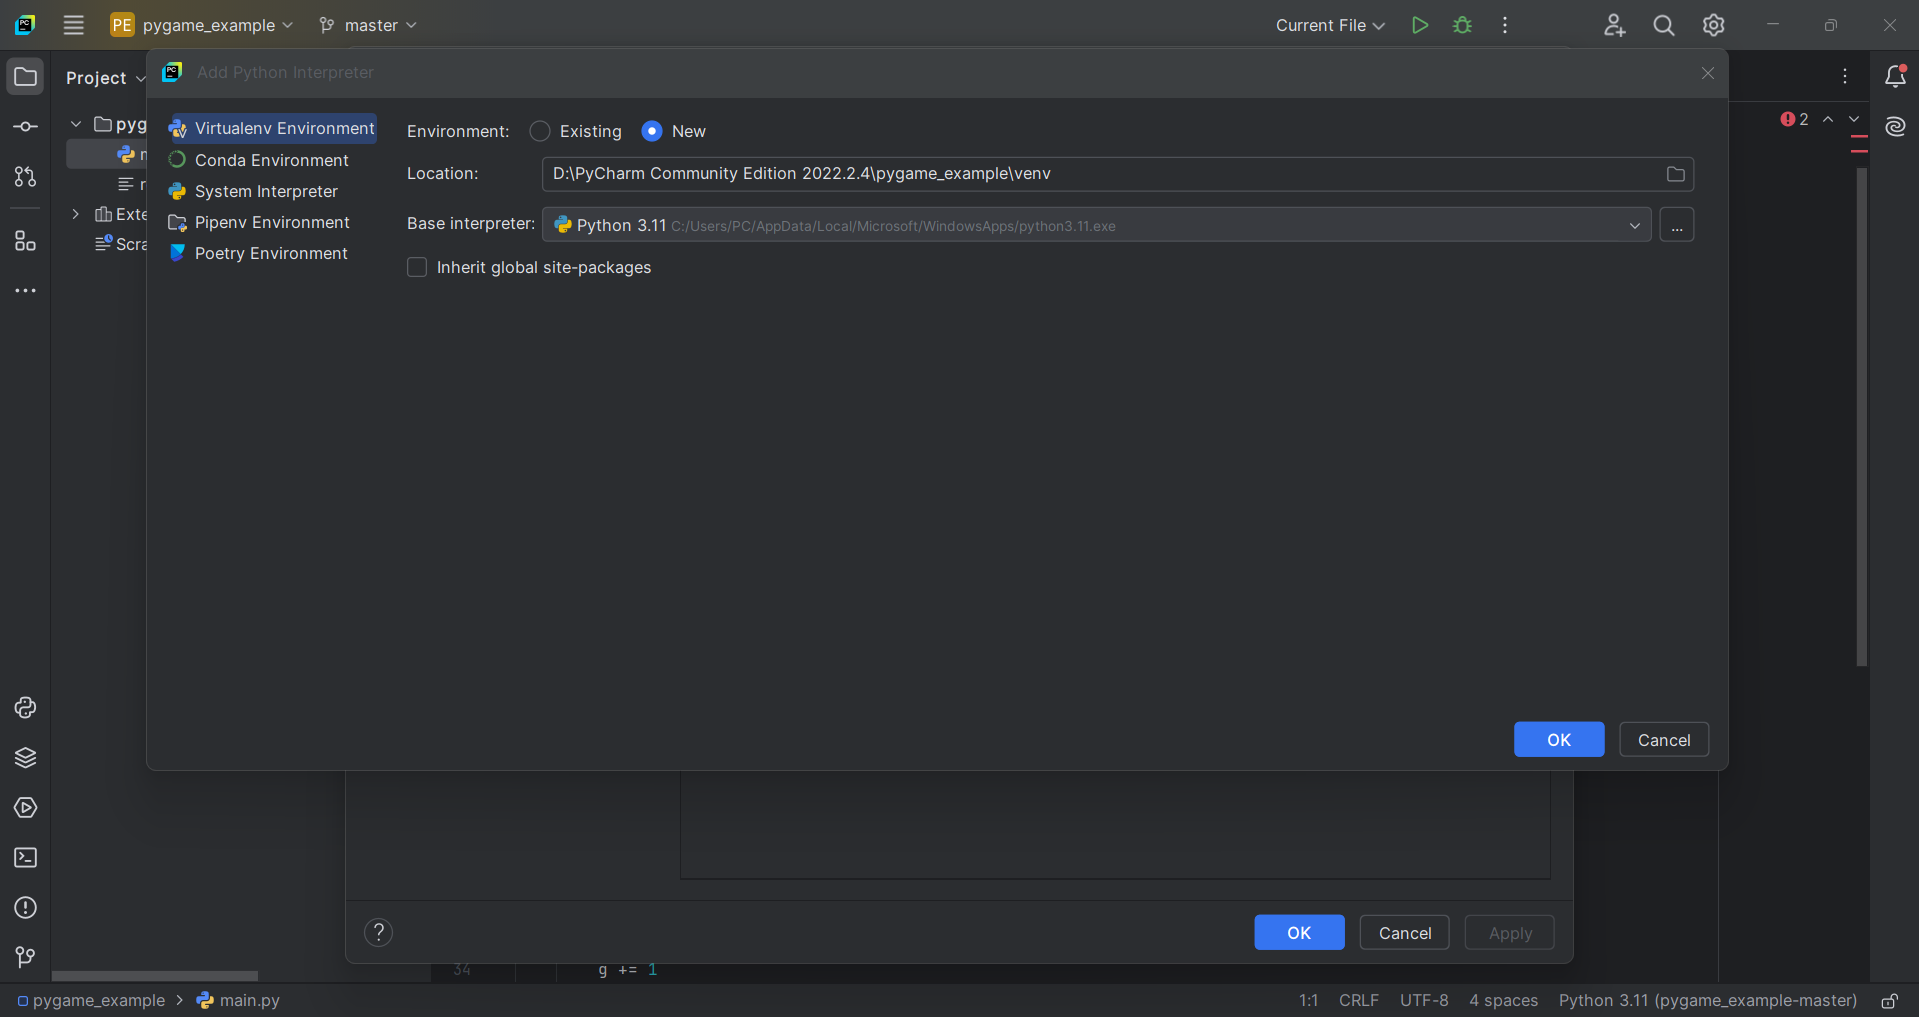 PE pygame_example master Current File
Project
Add Python Interpreter
pyg
m
r
Exte
Scra
Virtualenv Environment
Conda Environment
System Interpreter
Pipenv Environment
Poetry Environment
Environment: Existing New
Location: D:\PyCharm Community Edition 2022.2.4\pygame_example\venv
Base interpreter: Python 3.11 C:/Users/PC/AppData/Local/Microsoft/WindowsApps/python3.11.exe ...
Inherit global site-packages
2
OK Cancel
? OK Cancel Apply
34 g += 1
pygame_example > main.py 1:1 CRLF UTF-8 4 spaces Python 3.11 (pygame_example-master)